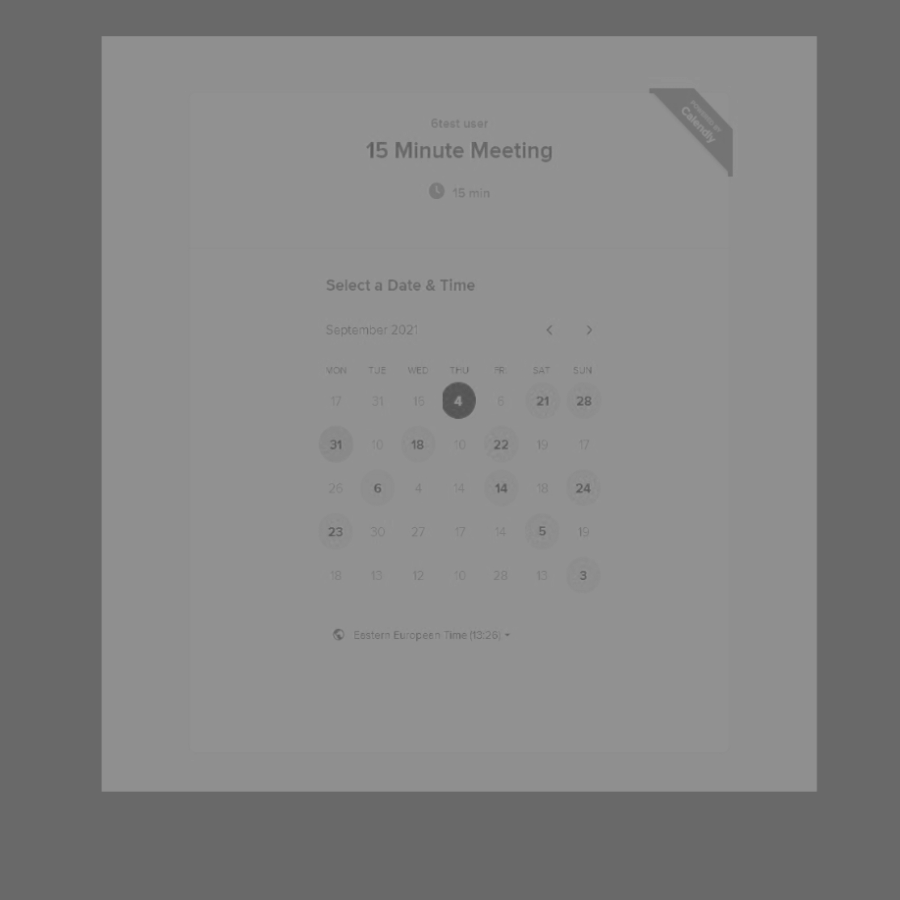 POWERED BY
Calendly
6test user
15 Minute Meeting
15 min
Select a Date & Time
September 2021
MON TUE WED THU FR SAT SUN
17 31 4 6 21 28
31 10 18 10 22 19 17
26 6 4 14 14 18 24
23 30 27 17 14 5 19
18 13 12 10 28 13 3
Eastern European Time (13:26)